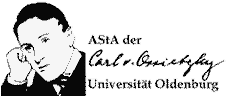 AStA der
Carl v. Ossietzky
Universität Oldenburg